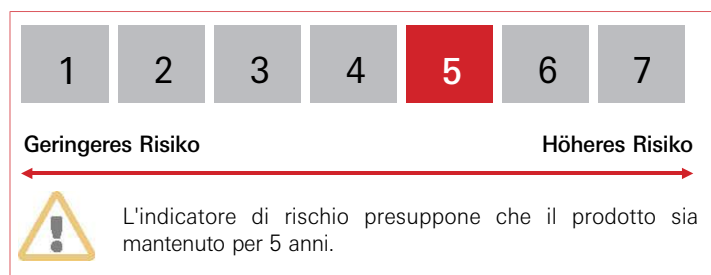 1 2 3 4 5 6 7
Geringeres Risiko Höheres Risiko
L'indicatore di rischio presuppone che il prodotto sia
mantenuto per 5 anni.